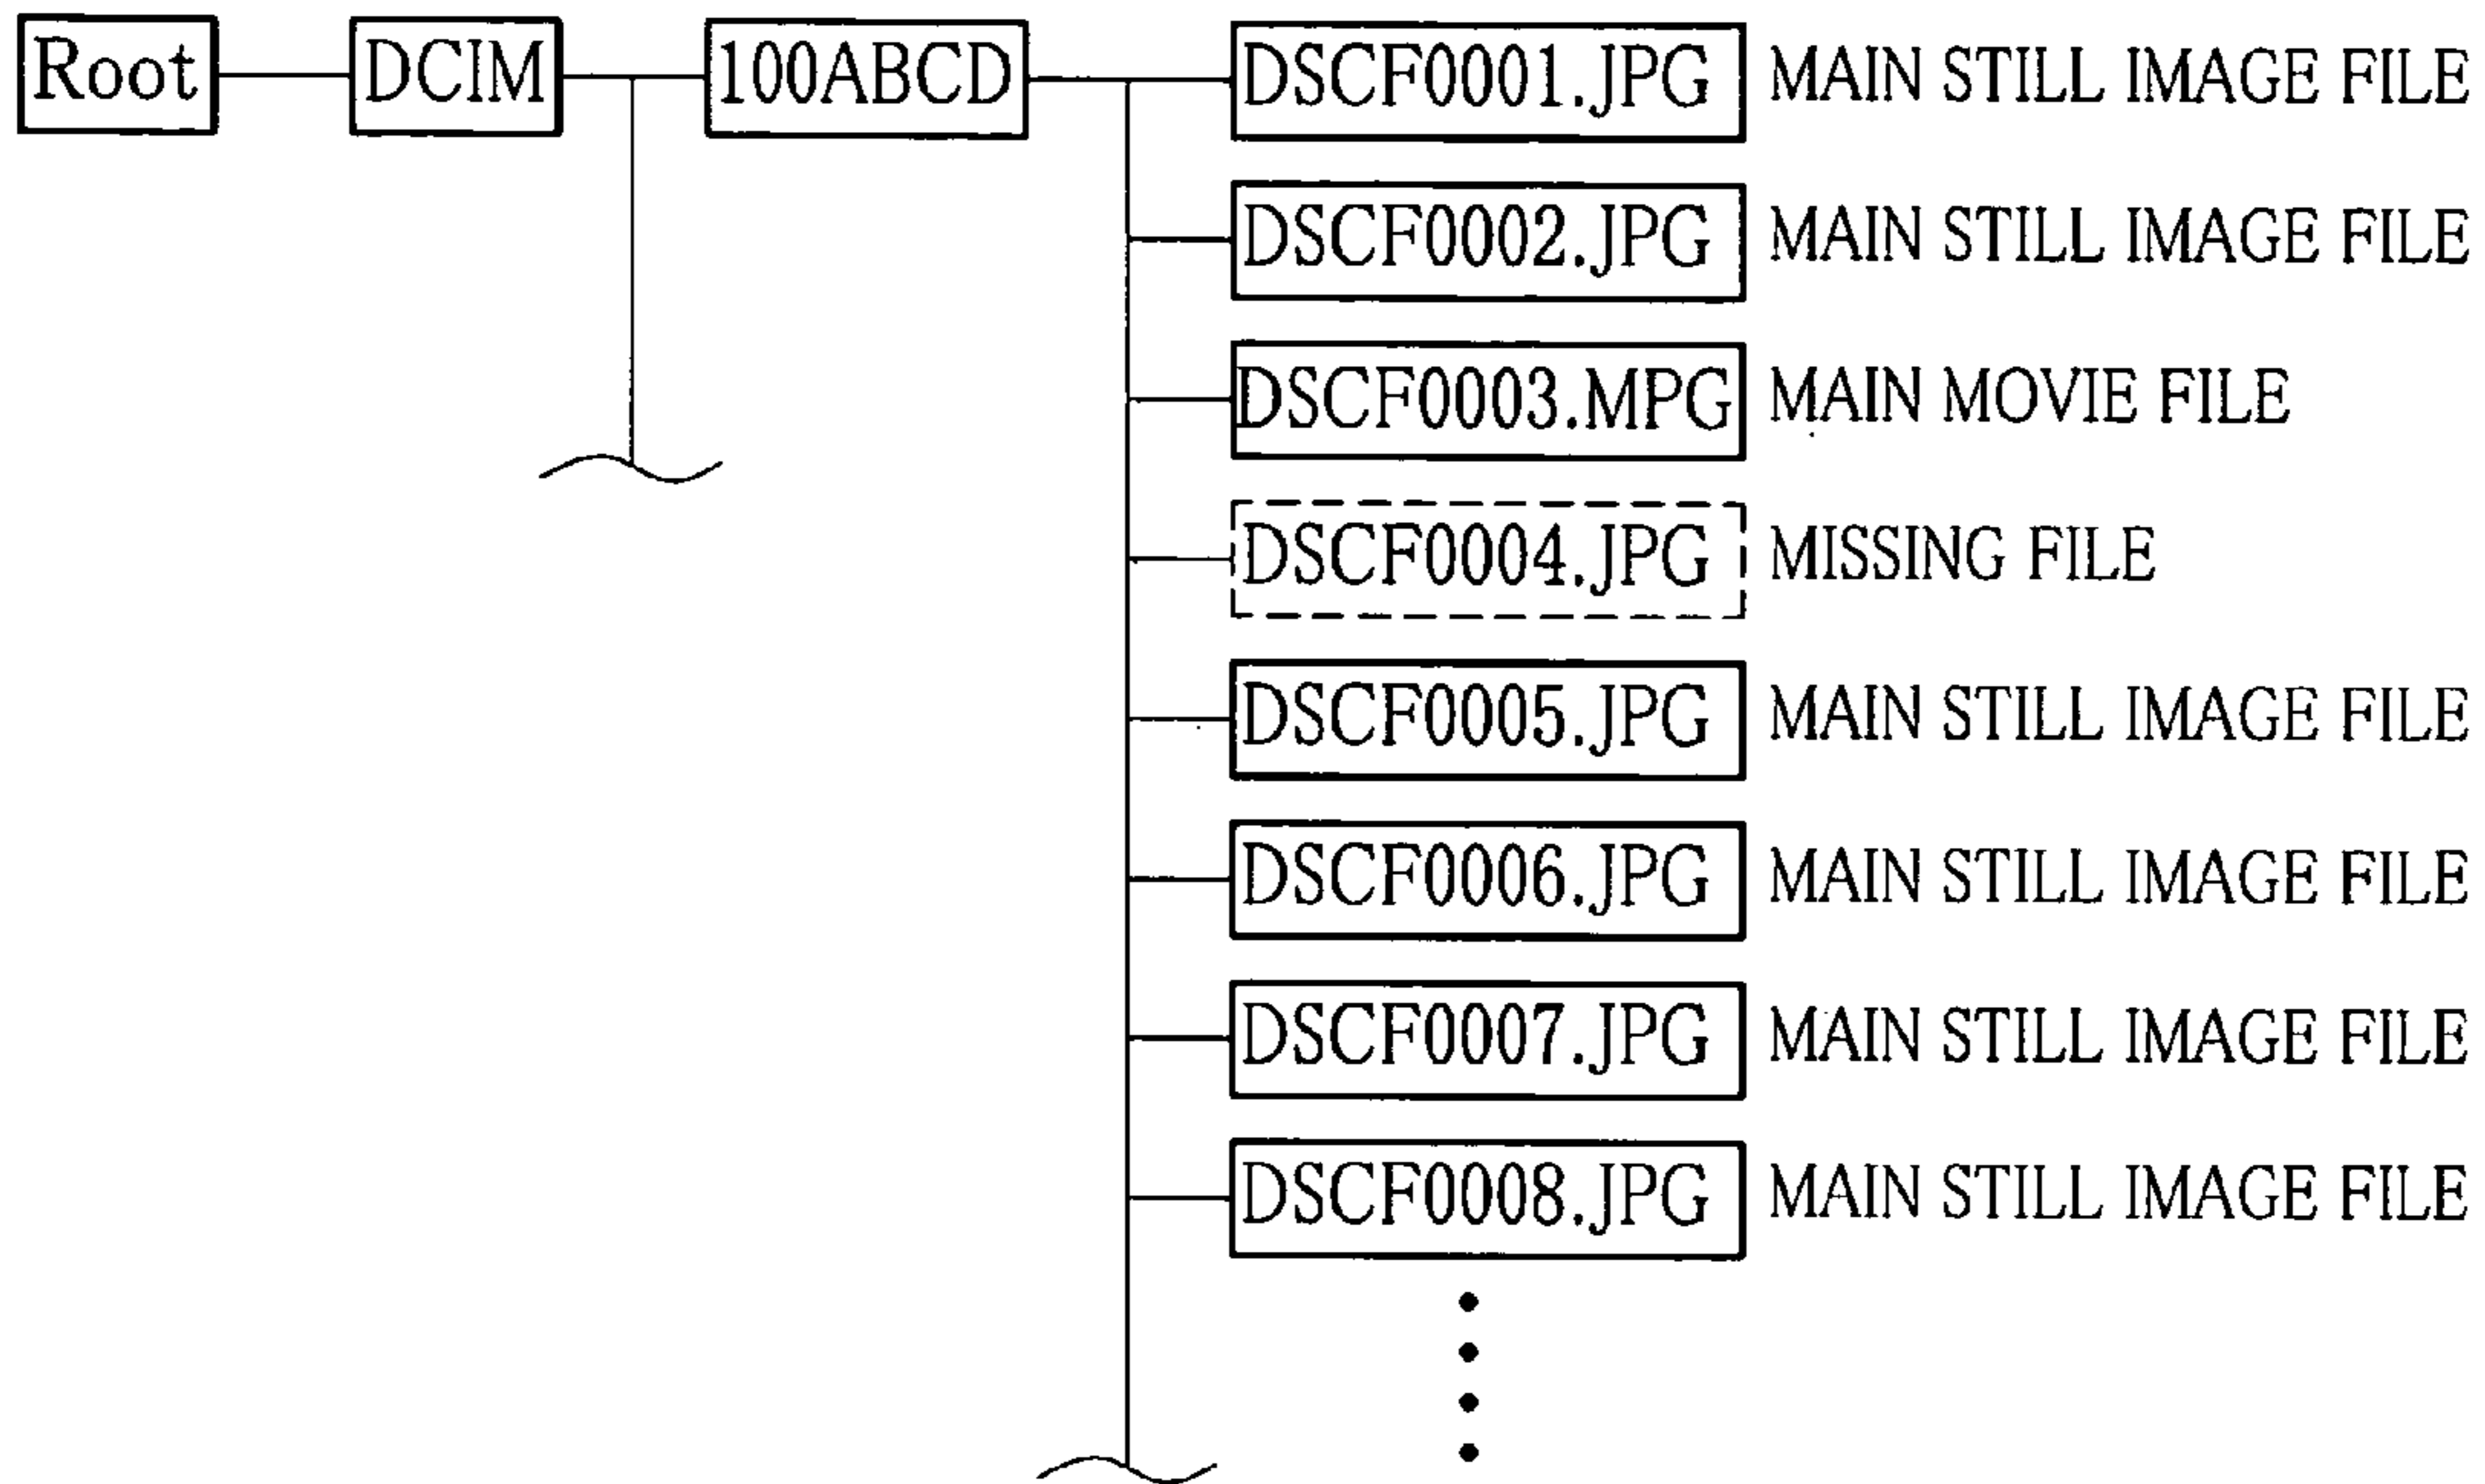 Root DCIM 100ABCD DSCF0001.JPG MAIN STILL IMAGE FILE
DSCF0002.JPG MAIN STILL IMAGE FILE
DSCF0003.MPG MAIN MOVIE FILE
DSCF0004.JPG MISSING FILE
DSCF0005.JPG MAIN STILL IMAGE FILE
DSCF0006.JPG MAIN STILL IMAGE FILE
DSCF0007.JPG MAIN STILL IMAGE FILE
DSCF0008.JPG MAIN STILL IMAGE FILE